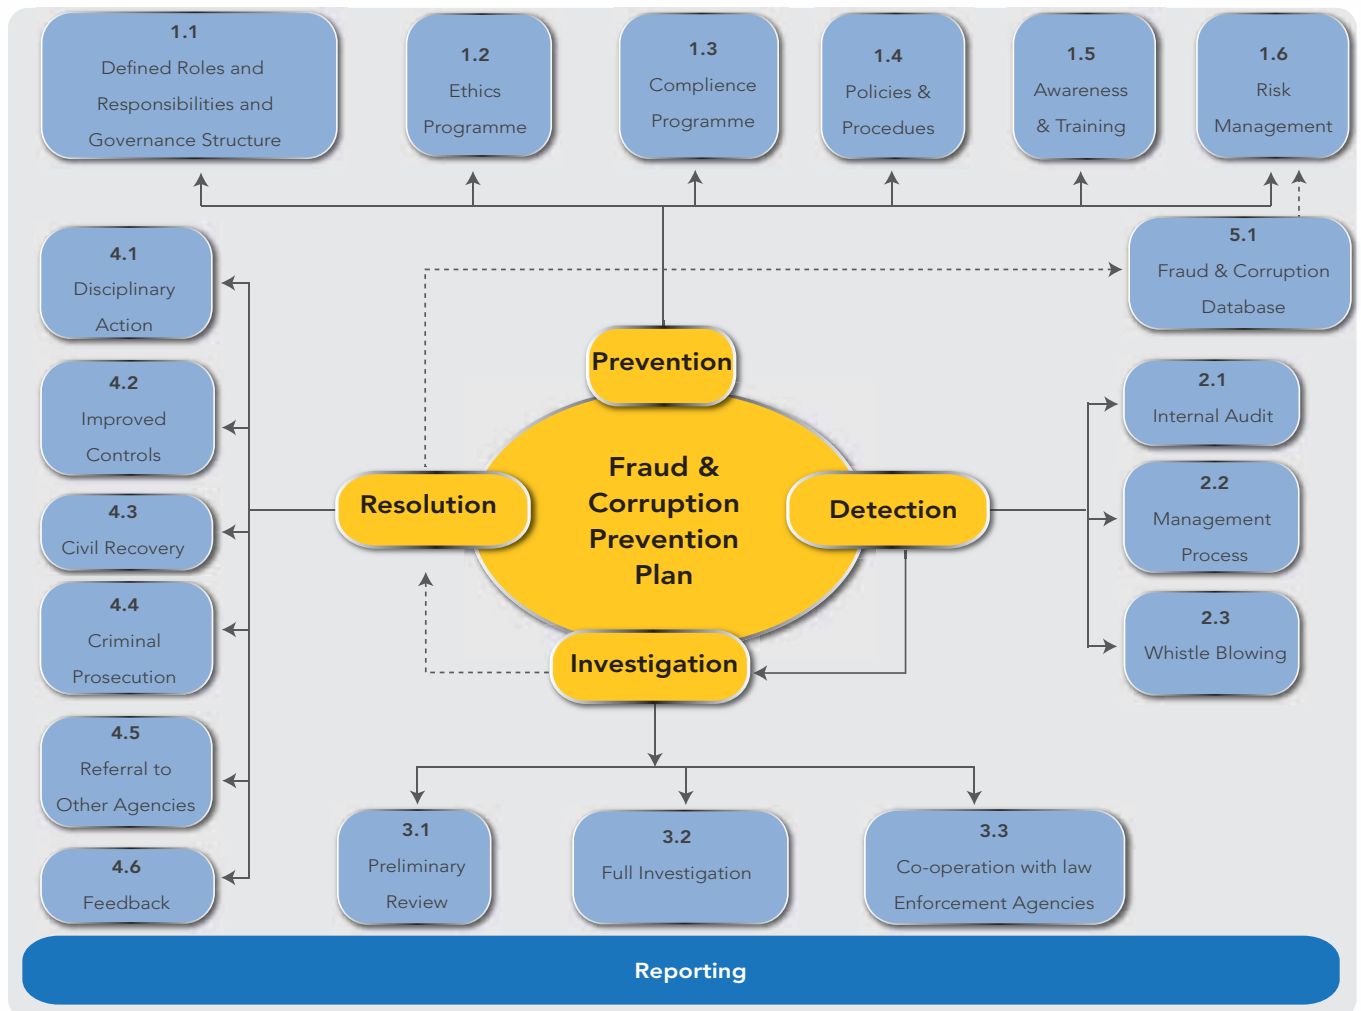 1.1
Defined Roles and
Responsibilities and
Governance Structure
1.2
Ethics
Programme
1.3
Complience
Programme
1.4
Policies &
Procedues
1.5
Awareness
& Training
1.6
Risk
Management
4.1
Disciplinary
Action
4.2
Improved
Controls
4.3
Civil Recovery
4.4
Criminal
Prosecution
4.5
Referral to
Other Agencies
4.6
Feedback
Prevention
Resolution
Fraud &
Corruption
Prevention
Plan
Detection
Investigation
5.1
Fraud & Corruption
Database
2.1
Internal Audit
2.2
Management
Process
2.3
Whistle Blowing
3.1
Preliminary
Review
3.2
Full Investigation
3.3
Co-operation with law
Enforcement Agencies
Reporting